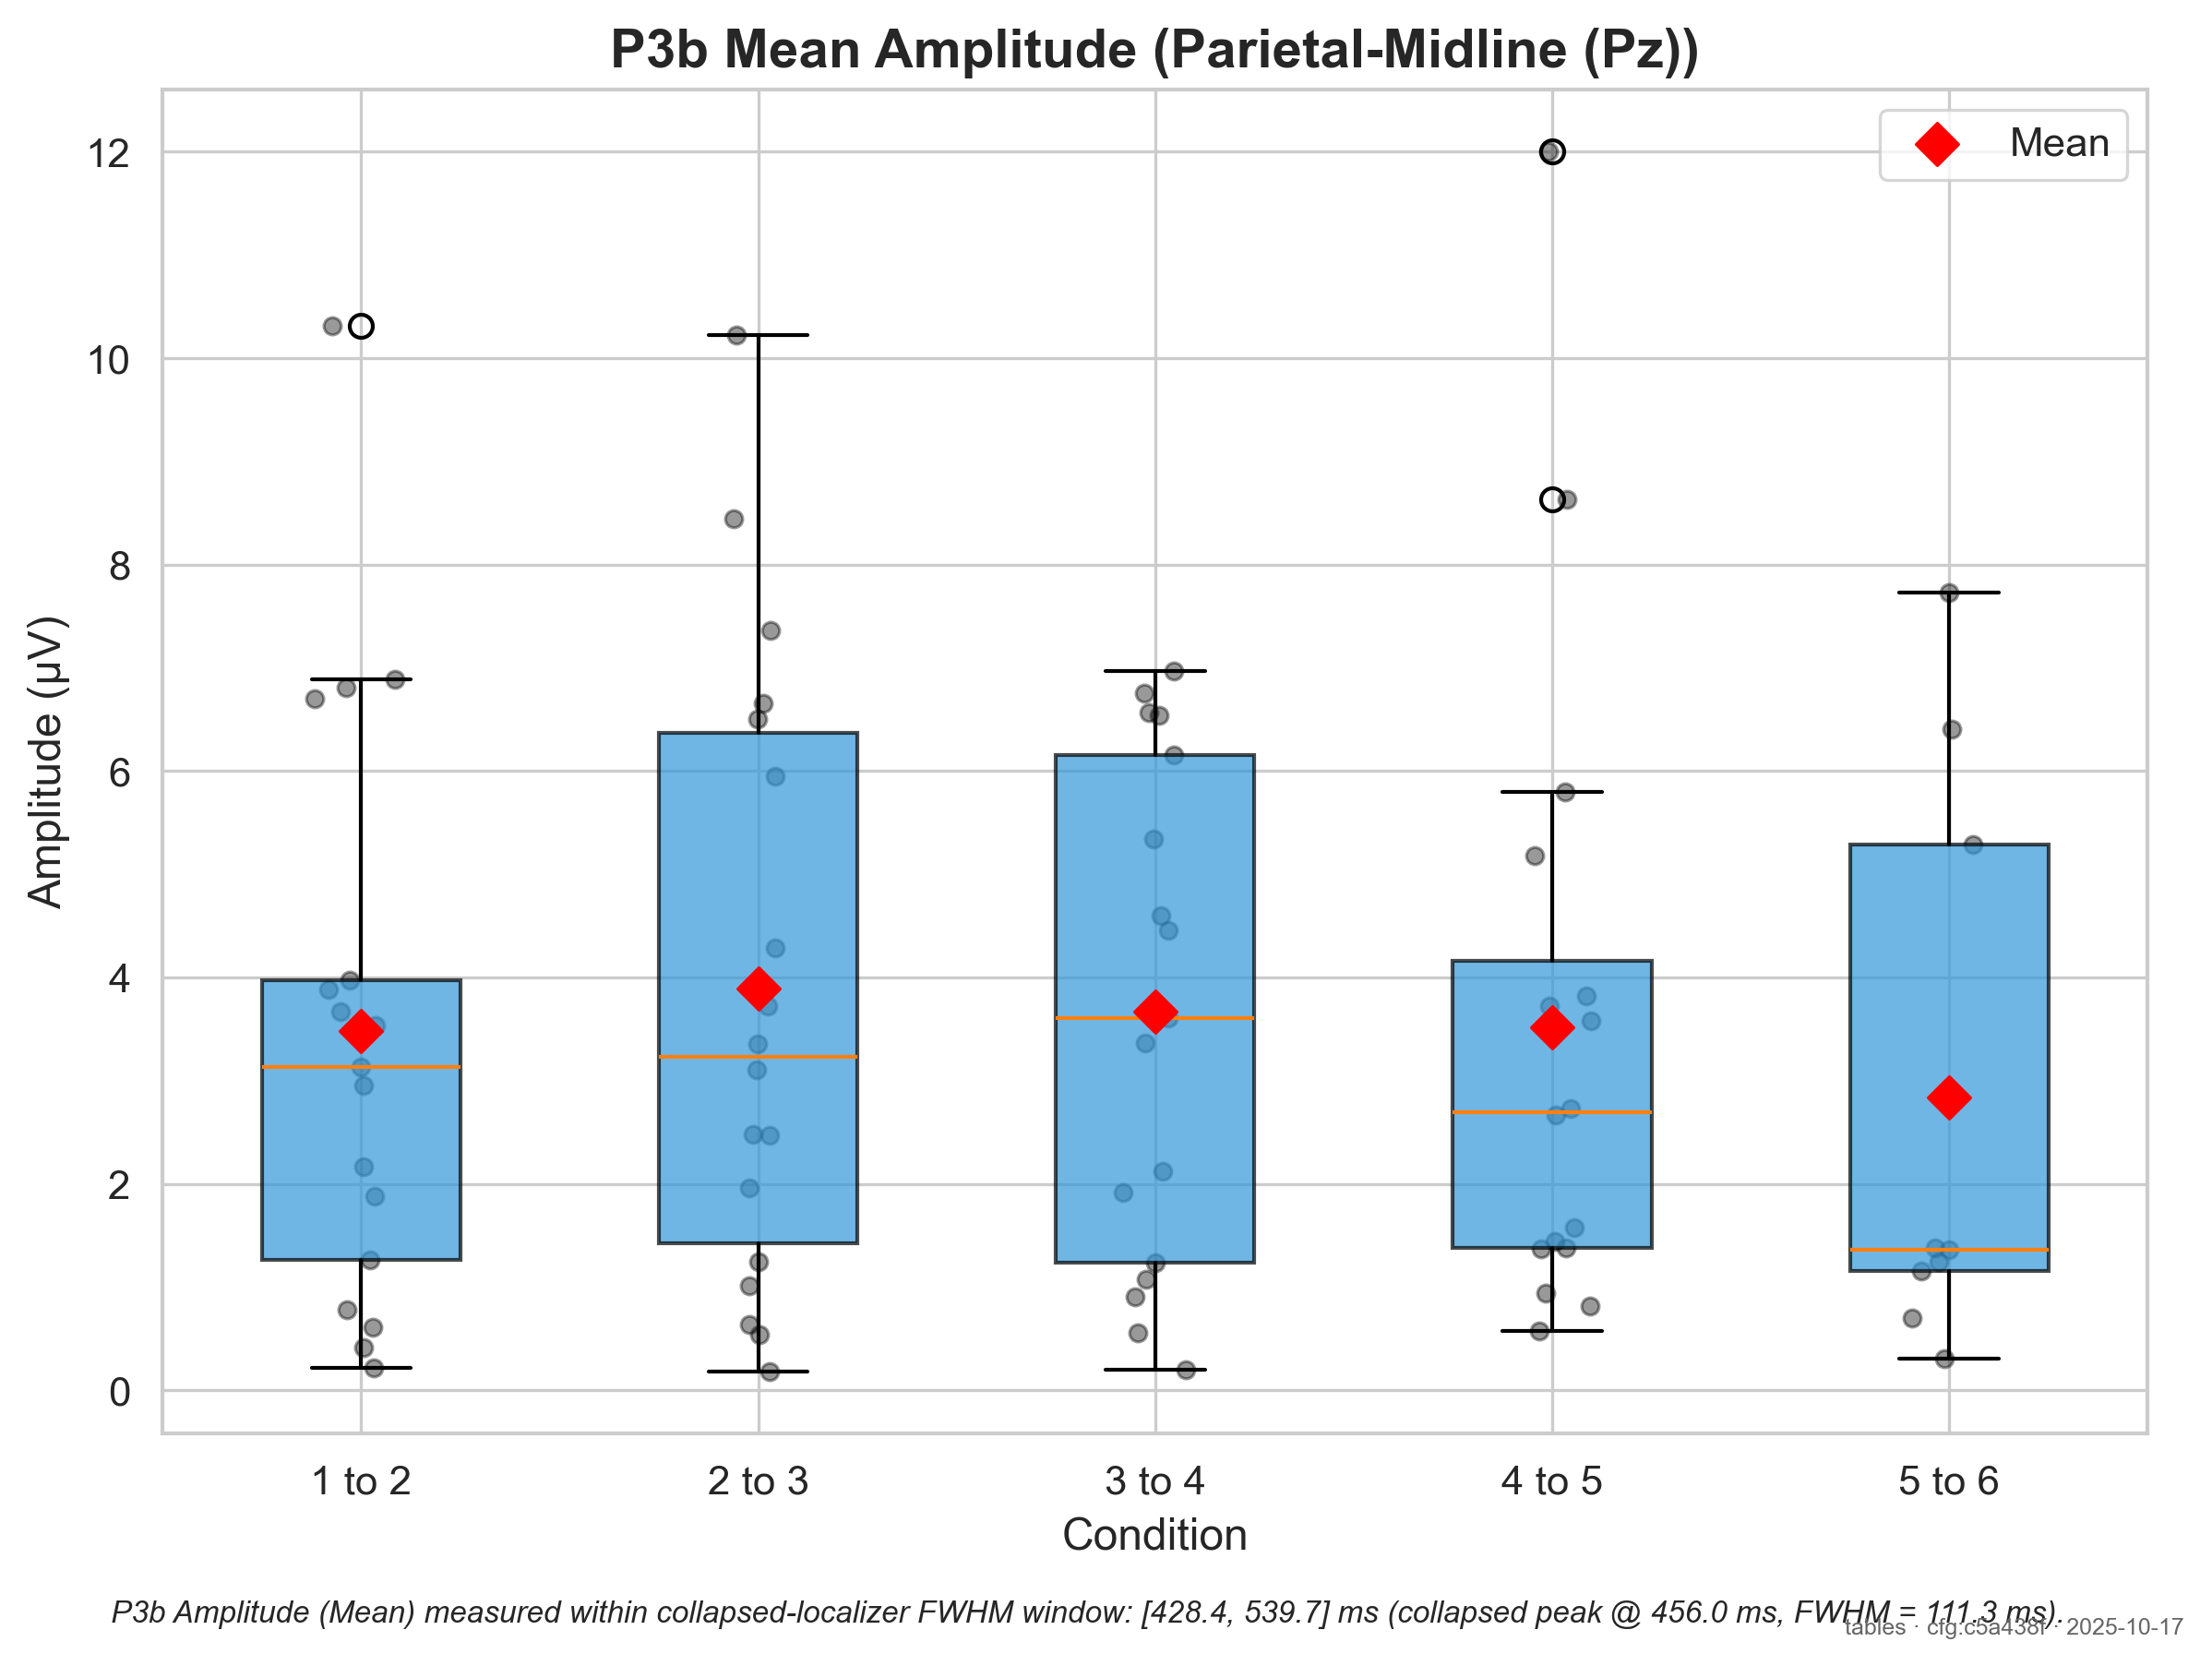 P3b Mean Amplitude (Parietal-Midline (Pz))
Mean
12
10
8
6
4
2
0
Amplitude (µV)
1 to 2
2 to 3
3 to 4
4 to 5
5 to 6
Condition
P3b Amplitude (Mean) measured within collapsed-localizer FWHM window: [428.4, 539.7] ms (collapsed peak @ 456.0 ms, FWHM = 111.3 ms).
tables · cfg:c5a438f · 2025-10-17